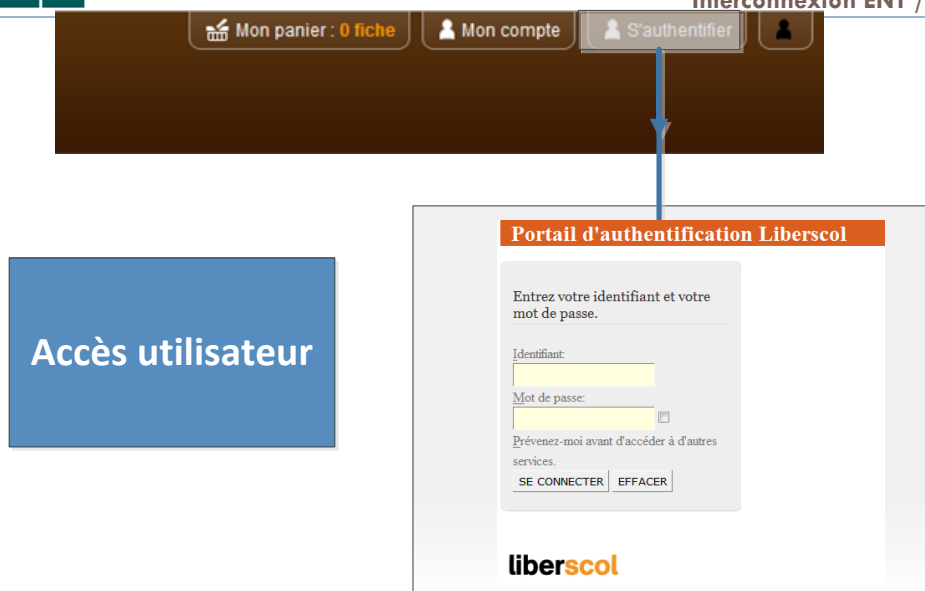 Interconnexion ENT /
Mon panier : 0 fiche
Mon compte
S'authentifier
Portail d'authentification Liberscol
Entrez votre identifiant et votre
mot de passe.
Identifiant:
Mot de passe:
Prévenez-moi avant d'accéder à d'autres
services.
SE CONNECTER
EFFACER
liberscol
Accès utilisateur